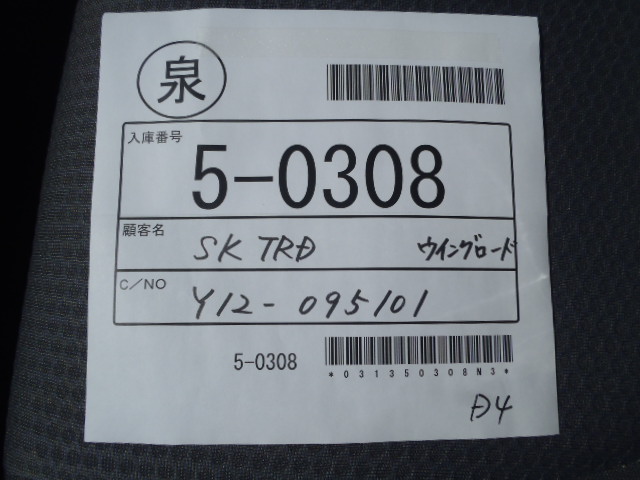 泉
入庫番号
5-0308
顧客名 SK TRD ウイングロード
C/NO Y12-095101
5-0308
*031350308N3*
D4